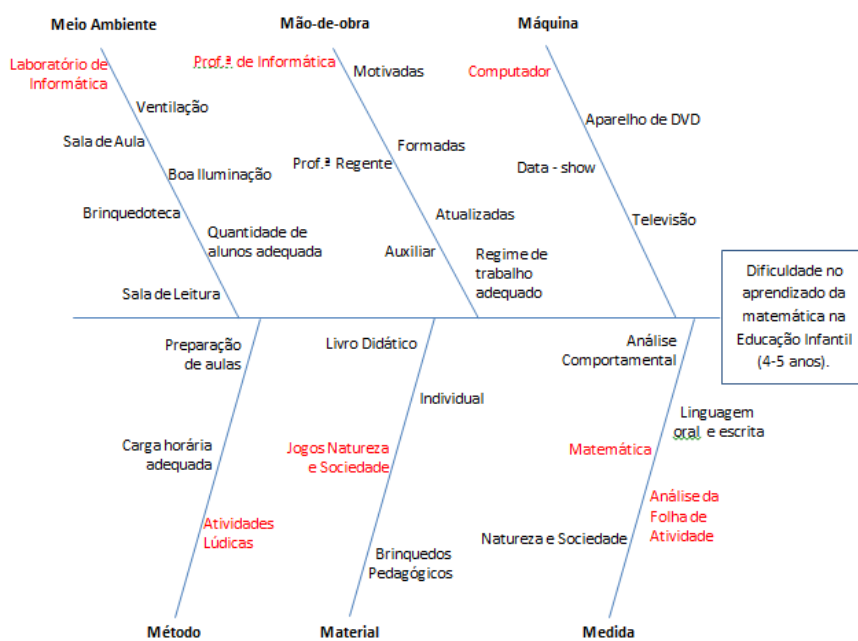 Meio Ambiente
Mão-de-obra
Máquina
Laboratório de
Informática
Ventilação
Sala de Aula
Boa Iluminação
Brinquedoteca
Quantidade de
alunos adequada
Sala de Leitura
Prof.ª de Informática
Motivadas
Formadas
Prof.ª Regente
Atualizadas
Auxiliar
Regime de
trabalho
adequado
Computador
Aparelho de DVD
Data - show
Televisão
Dificuldade no
aprendizado da
matemática na
Educação Infantil
(4-5 anos).
Preparação
de aulas
Carga horária
adequada
Atividades
Lúdicas
Livro Didático
Individual
Jogos Natureza
e Sociedade
Brinquedos
Pedagógicos
Análise
Comportamental
Linguagem
oral e escrita
Matemática
Análise da
Folha de
Atividade
Natureza e Sociedade
Método
Material
Medida